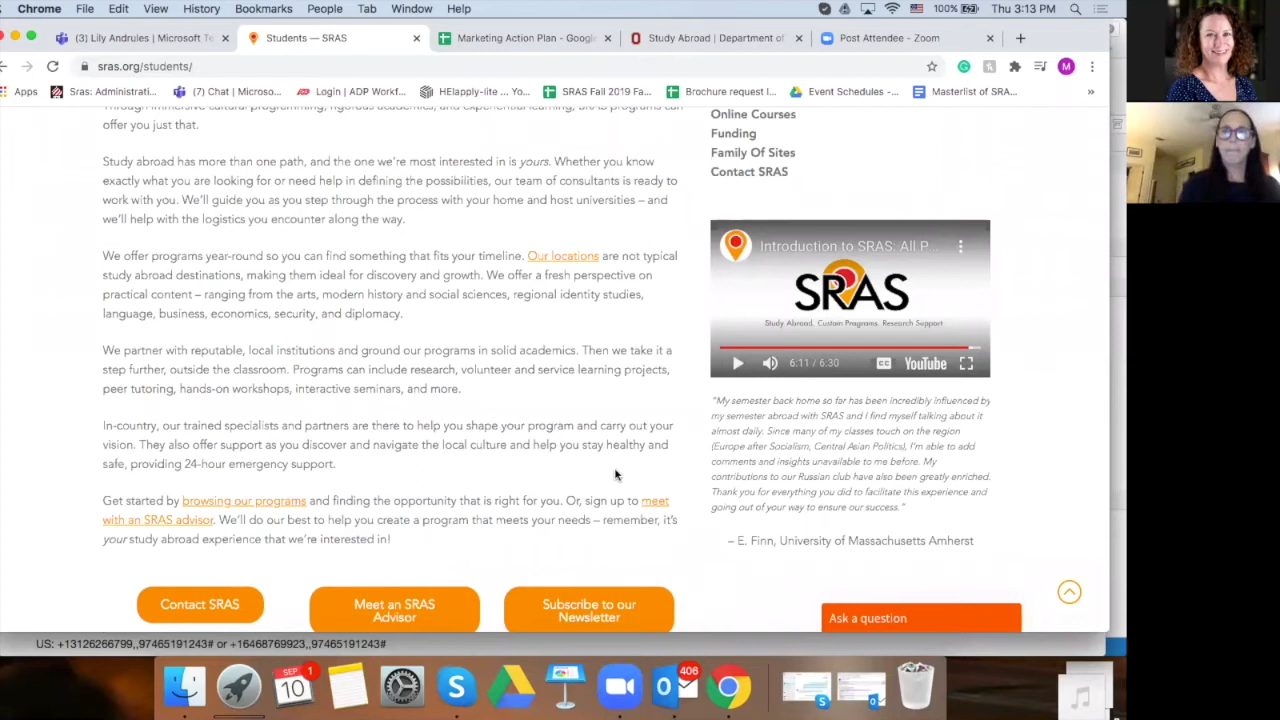 Chrome File Edit View History Bookmarks People Tab Window Help 100% Thu 3:13 PM
(3) Lily Andrules | Microsoft Te × Students — SRAS × Marketing Action Plan - Google × Study Abroad | Department of × Post Attendee - Zoom × +
sras.org/students/ M
Apps Sras: Administrati... (7) Chat | Microso... Login | ADP Workf... HElapply-lite .. Yo... SRAS Fall 2019 Fa... Brochure request I... Event Schedules -... Masterlist of SRA... »
Through immersive cultural programming, rigorous academics, and experiential learning, SRAS programs can
offer you just that.
Study abroad has more than one path, and the one we're most interested in is yours. Whether you know
exactly what you are looking for or need help in defining the possibilities, our team of consultants is ready to
work with you. We'll guide you as you step through the process with your home and host universities – and
we'll help with the logistics you encounter along the way.
We offer programs year-round so you can find something that fits your timeline. Our locations are not typical
study abroad destinations, making them ideal for discovery and growth. We offer a fresh perspective on
practical content – ranging from the arts, modern history and social sciences, regional identity studies,
language, business, economics, security, and diplomacy.
We partner with reputable, local institutions and ground our programs in solid academics. Then we take it a
step further, outside the classroom. Programs can include research, volunteer and service learning projects,
peer tutoring, hands-on workshops, interactive seminars, and more.
In-country, our trained specialists and partners are there to help you shape your program and carry out your
vision. They also offer support as you discover and navigate the local culture and help you stay healthy and
safe, providing 24-hour emergency support.
Get started by browsing our programs and finding the opportunity that is right for you. Or, sign up to meet
with an SRAS advisor. We'll do our best to help you create a program that meets your needs – remember, it's
your study abroad experience that we're interested in!
Contact SRAS
Meet an SRAS
Advisor
Subscribe to our
Newsletter
Online Courses
Funding
Family Of Sites
Contact SRAS
Introduction to SRAS: All P...
SRAS
Study Abroad. Custom Programs. Research Support
6:11 / 6:30 CC YouTube
"My semester back home so far has been incredibly influenced by
my semester abroad with SRAS and I find myself talking about it
almost daily. Since many of my classes touch on the region
(Europe after Socialism, Central Asian Politics), I'm able to add
comments and insights unavailable to me before. My
contributions to our Russian club have also been greatly enriched.
Thank you for everything you did to facilitate this experience and
going out of your way to ensure our success."
– E. Finn, University of Massachusetts Amherst
Ask a question
US: +13126266799,,97465191243# or +16468769923,,97465191243#
SEP 1
10
406